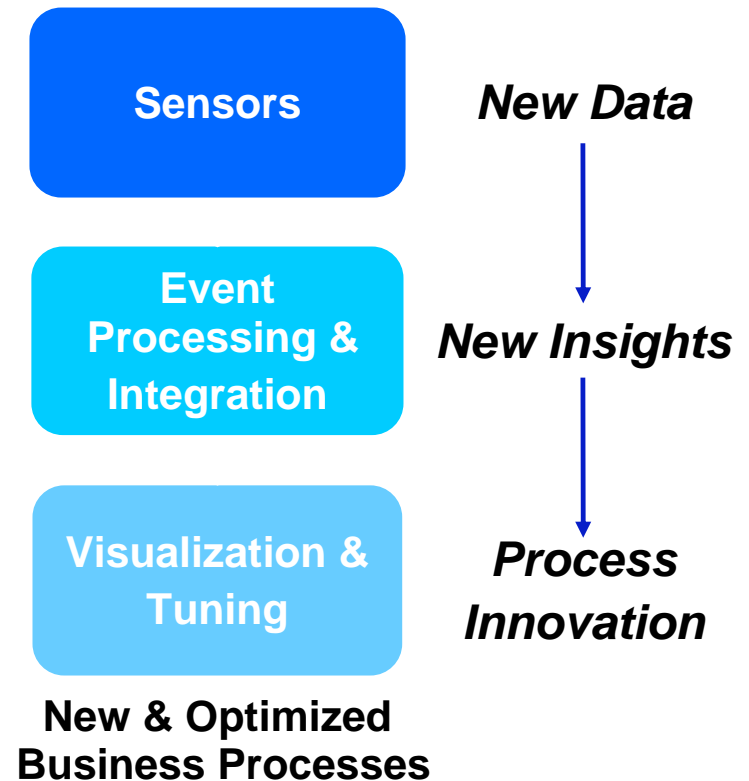 Sensors
New Data
Event
Processing &
Integration
New Insights
Visualization &
Tuning
Process
Innovation
New & Optimized
Business Processes